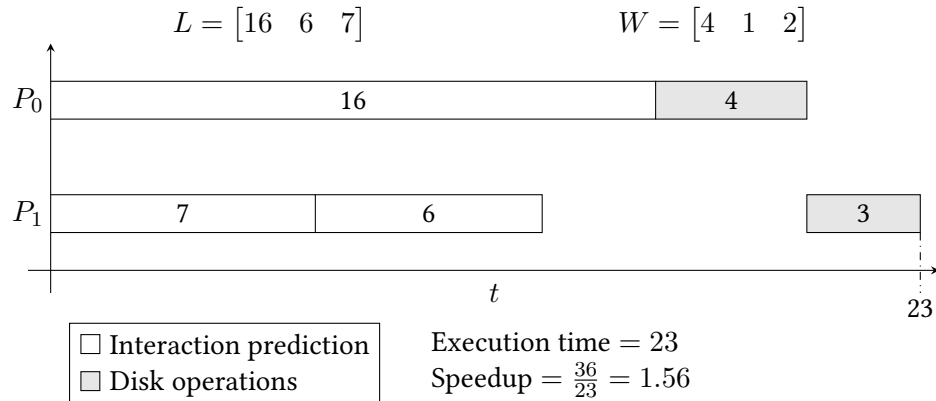 L = [16 6 7]
W = [4 1 2]
P₀
16
4
P₁
7
6
3
t
23
Interaction prediction
Disk operations
Execution time = 23
Speedup = 36/23 = 1.56